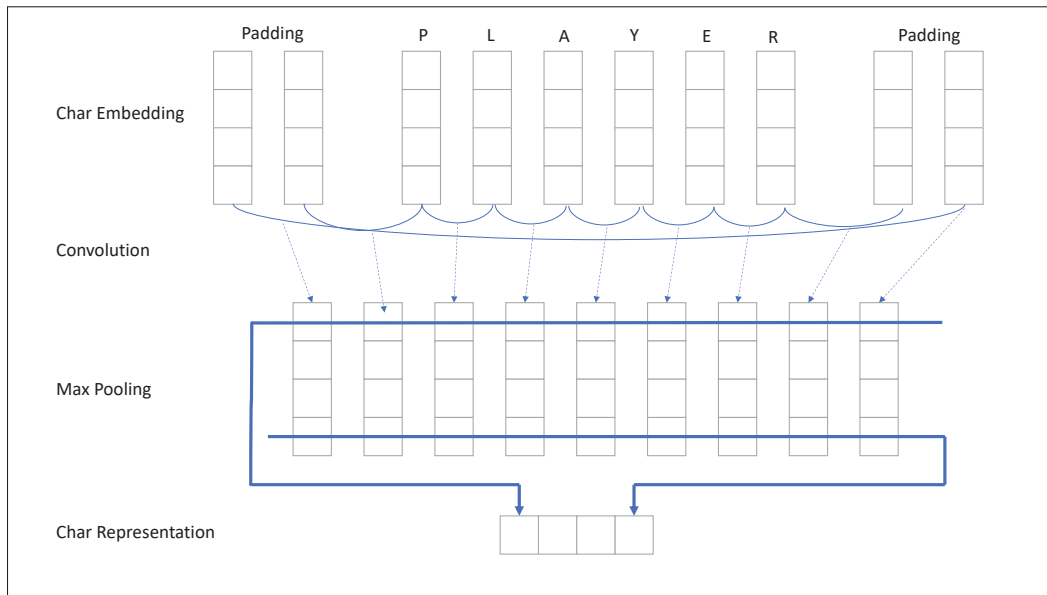 Padding P L A Y E R Padding
Char Embedding
Convolution
Max Pooling
Char Representation